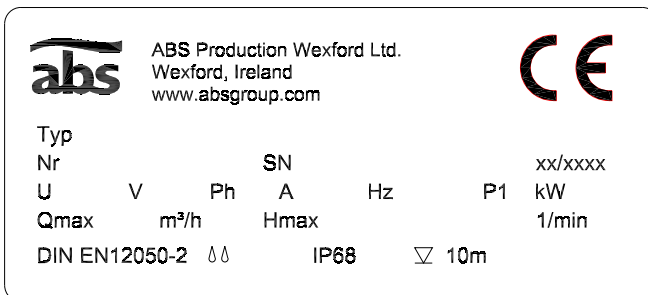 abs
ABS Production Wexford Ltd.
Wexford, Ireland
www.absgroup.com
CE
Typ
Nr SN xx/xxxx
U V Ph A Hz P1 kW
Qmax m³/h Hmax 1/min
DIN EN12050-2 IP68 10m